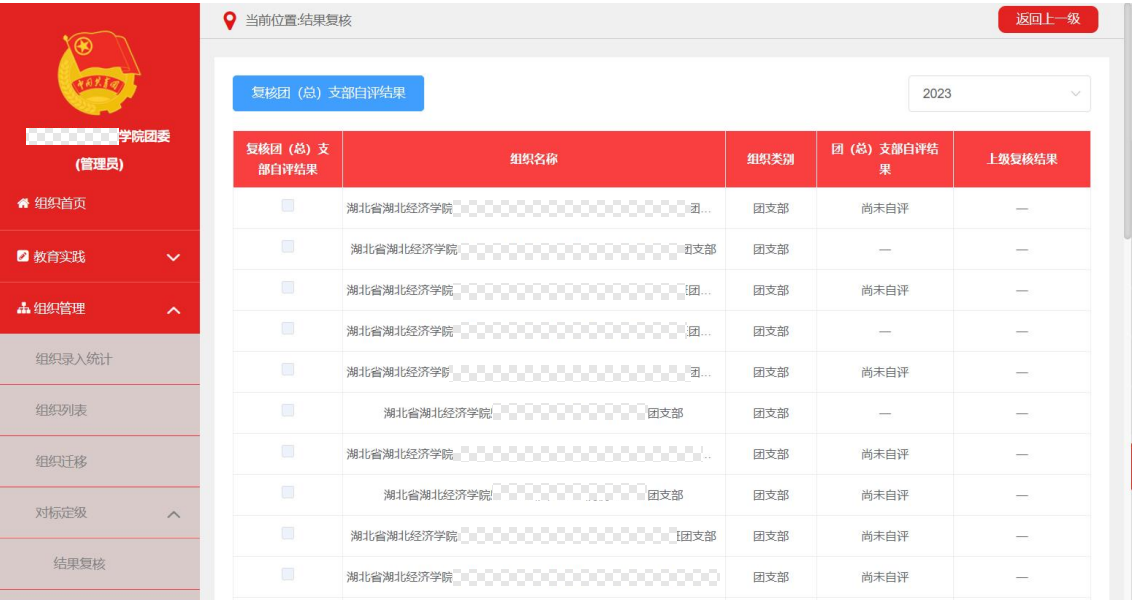 当前位置:结果复核
返回上一级
中国共青团
学院团委
(管理员)
组织首页
教育实践
组织管理
组织录入统计
组织列表
组织迁移
对标定级
结果复核
复核团（总）支部自评结果
2023
复核团（总）支部自评结果 组织名称 组织类别 团（总）支部自评结果 上级复核结果
湖北省湖北经济学院 团... 团支部 尚未自评 —
湖北省湖北经济学院 团支部 团支部 — —
湖北省湖北经济学院 团... 团支部 尚未自评 —
湖北省湖北经济学院 团... 团支部 — —
湖北省湖北经济学院 团... 团支部 尚未自评 —
湖北省湖北经济学院 团支部 团支部 — —
湖北省湖北经济学院 .. 团支部 尚未自评 —
湖北省湖北经济学院 团支部 团支部 尚未自评 —
湖北省湖北经济学院 团支部 团支部 尚未自评 —
湖北省湖北经济学院 团支部 尚未自评 —